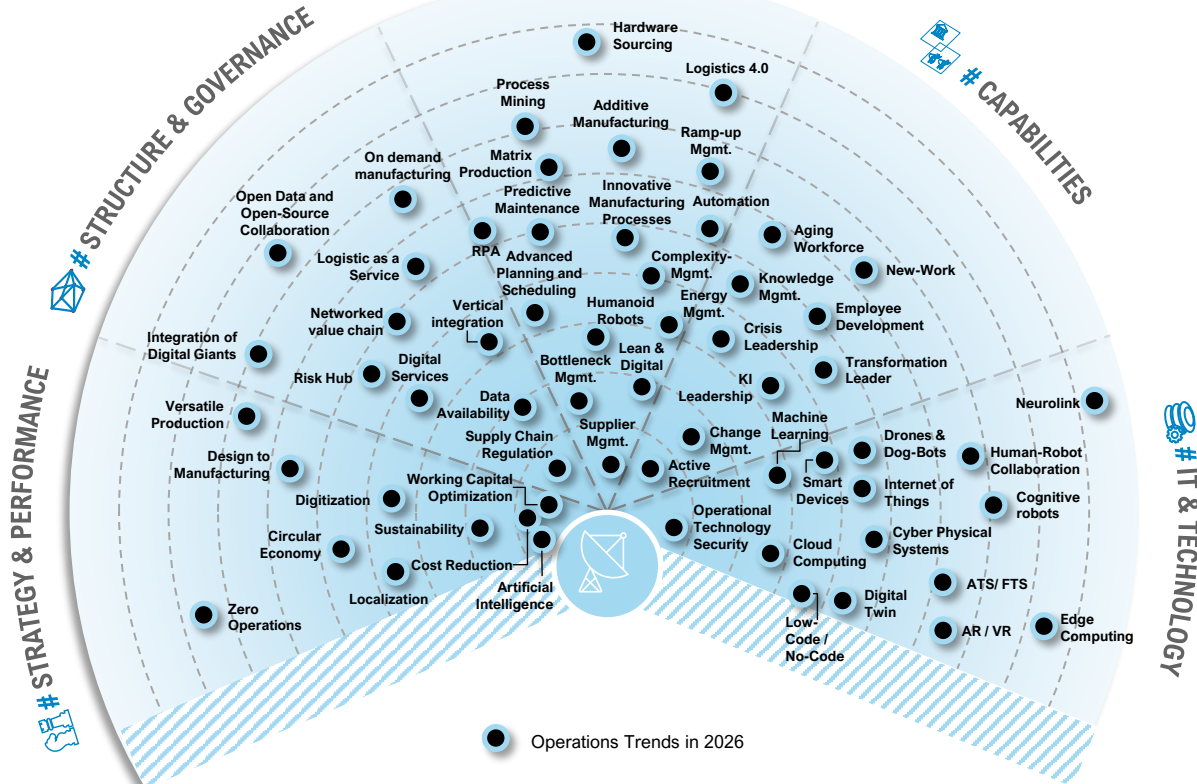 # STRUCTURE & GOVERNANCE
# CAPABILITIES
# STRATEGY & PERFORMANCE
# IT & TECHNOLOGY
Hardware
Sourcing
Logistics 4.0
Process
Mining
Additive
Manufacturing
Ramp-up
Mgmt.
On demand
manufacturing
Matrix
Production
Open Data and
Open-Source
Collaboration
Predictive
Maintenance
Innovative
Manufacturing
Processes
Automation
Aging
Workforce
RPA
Logistic as a
Service
Advanced
Planning and
Scheduling
Complexity-
Mgmt.
Knowledge
Mgmt.
New-Work
Networked
value chain
Vertical
integration
Humanoid
Robots
Energy
Mgmt.
Employee
Development
Crisis
Leadership
Integration of
Digital Giants
Risk Hub
Digital
Services
Bottleneck
Mgmt.
Lean &
Digital
KI
Leadership
Transformation
Leader
Neurolink
Versatile
Production
Data
Availability
Supplier
Mgmt.
Change
Mgmt.
Machine
Learning
Drones &
Dog-Bots
Human-Robot
Collaboration
Design to
Manufacturing
Supply Chain
Regulation
Active
Recruitment
Smart
Devices
Internet of
Things
Cognitive
robots
Digitization
Working Capital
Optimization
Sustainability
Operational
Technology
Security
Cyber Physical
Systems
Circular
Economy
Cost Reduction
Cloud
Computing
Localization
Artificial
Intelligence
ATS/ FTS
Zero
Operations
Low-
Code /
No-Code
Digital
Twin
AR / VR
Edge
Computing
Operations Trends in 2026